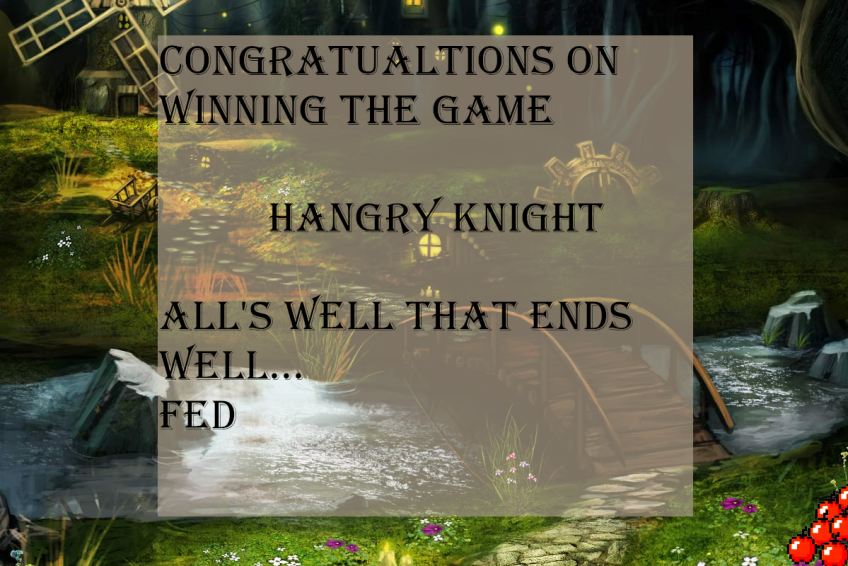 CONGRATUALTIONS ON
WINNING THE GAME
HANGRY KNIGHT
ALL'S WELL THAT ENDS
WELL...
FED